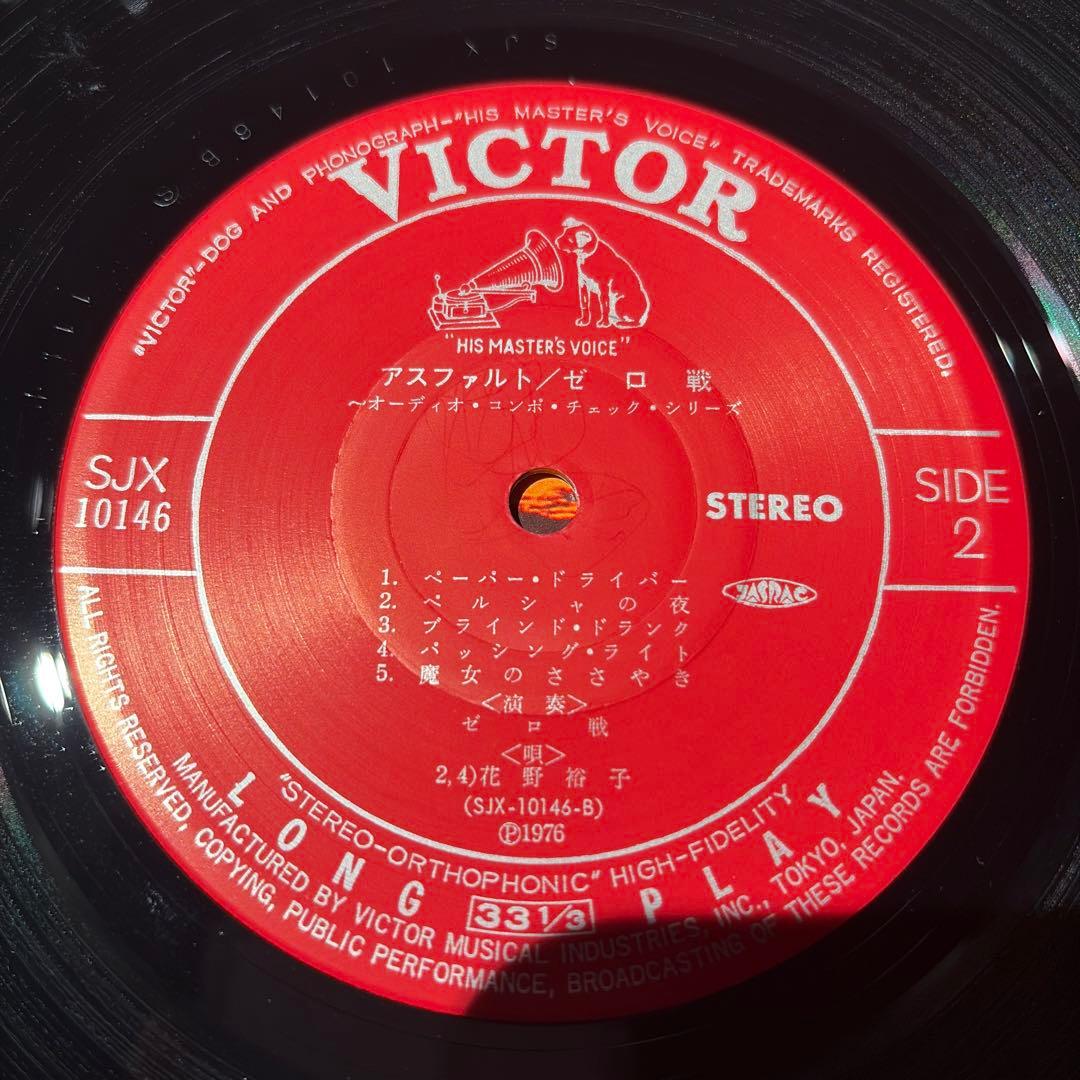 "VICTOR"-DOG AND PHONOGRAPH-"HIS MASTER'S VOICE" TRADEMARKS REGISTERED.
VICTOR
"HIS MASTER'S VOICE"
アスファルト/ゼロ戦
~オーディオ・コンポ・チェック・シリーズ
SJX
10146
STEREO
SIDE
2
JASRAC
1. ペーパー・ドライバー
2. ペルシャの夜
3. ブラインド・ドランク
4. パッシング・ライト
5. 魔女のささやき
<演奏>
ゼロ戦
<唄>
2,4)花野裕子
(SJX-10146-B)
Ⓟ1976
"STEREO-ORTHOPHONIC" HIGH-FIDELITY
LONG 33 1/3 PLAY
MANUFACTURED BY VICTOR MUSICAL INDUSTRIES, INC., TOKYO, JAPAN.
ALL RIGHTS RESERVED, COPYING, PUBLIC PERFORMANCE, BROADCASTING OF THESE RECORDS ARE FORBIDDEN.
SJX 10146 B